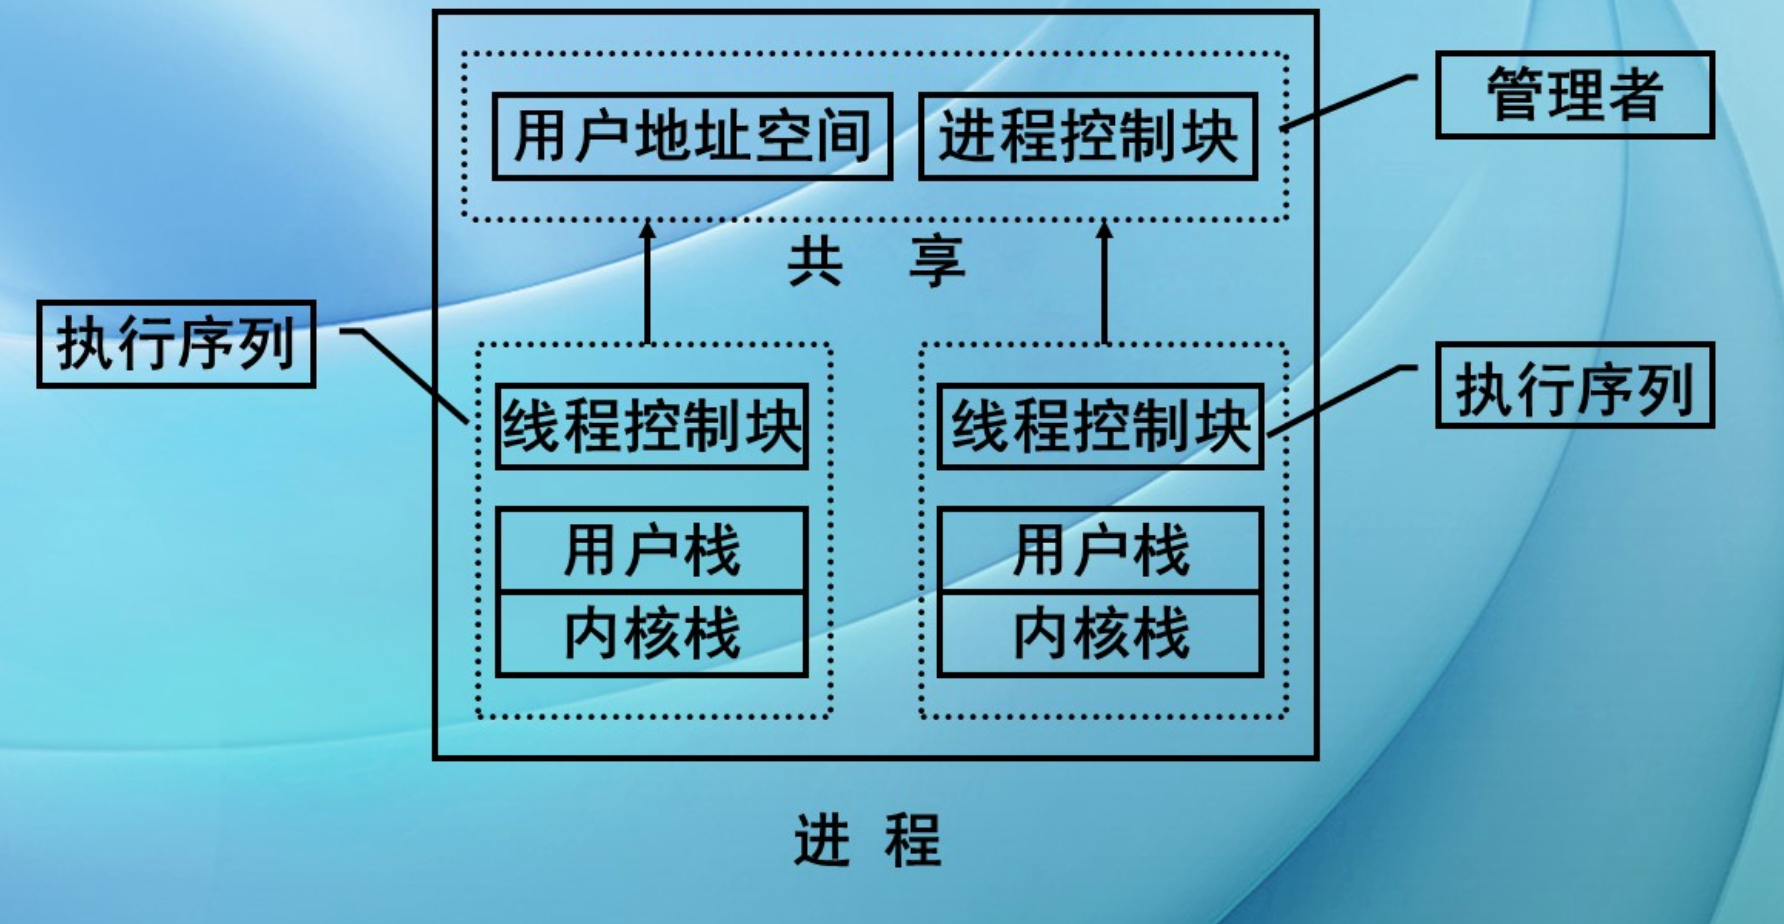 用户地址空间
进程控制块
管理者
共 享
执行序列
执行序列
线程控制块
线程控制块
用户栈
用户栈
内核栈
内核栈
进 程